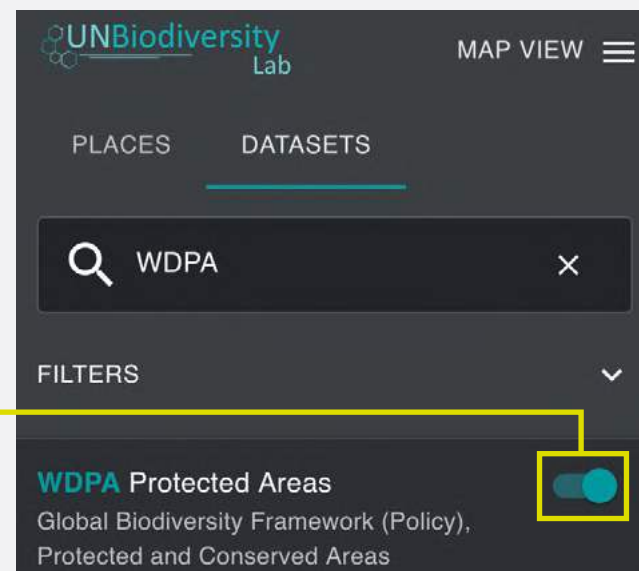 UNBiodiversity
Lab
MAP VIEW
PLACES
DATASETS
WDPA
FILTERS
WDPA Protected Areas
Global Biodiversity Framework (Policy),
Protected and Conserved Areas